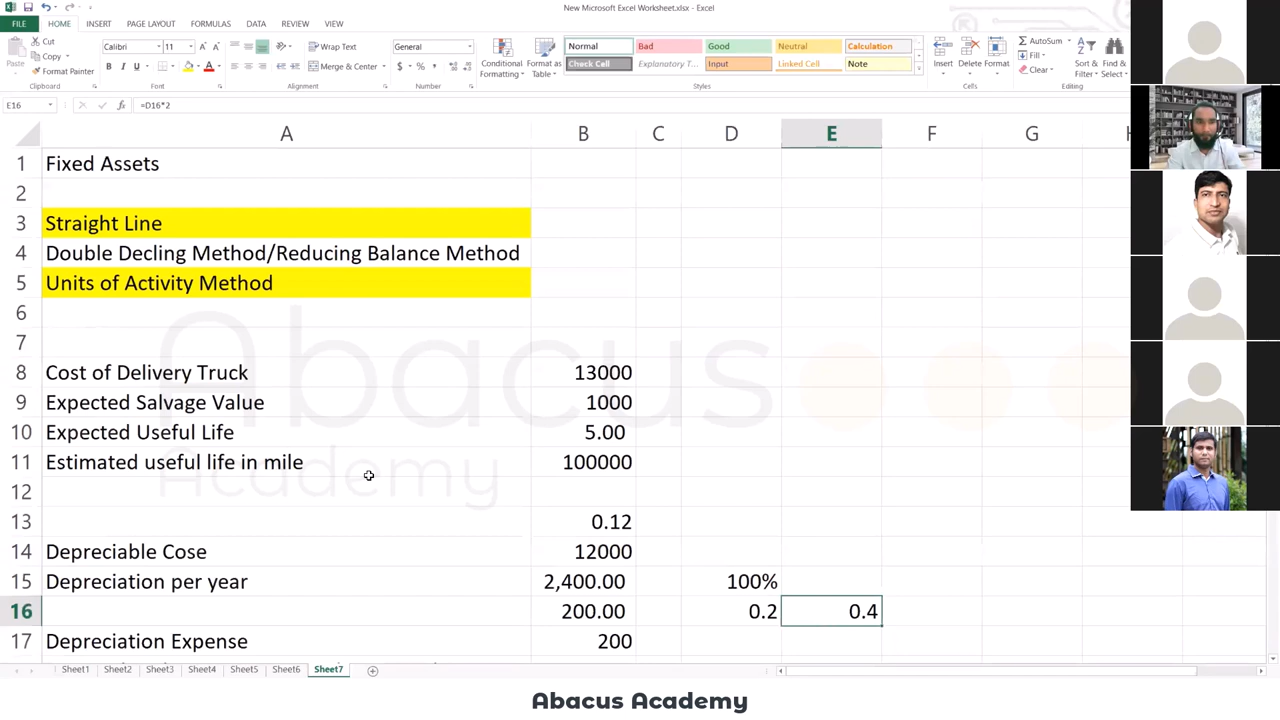 New Microsoft Excel Worksheet.xlsx - Excel
FILE HOME INSERT PAGE LAYOUT FORMULAS DATA REVIEW VIEW
Cut Calibri 11 Wrap Text General Normal Bad Good Neutral Calculation AutoSum
Copy Fill
Paste Format Painter Merge & Center Conditional Formatting Format as Table Check Cell Explanatory T... Input Linked Cell Note Insert Delete Format Clear Sort & Filter Find & Select
Clipboard Font Alignment Number Styles Cells Editing
E16 =D16*2
A B C D E F G H
1 Fixed Assets
2
3 Straight Line
4 Double Decling Method/Reducing Balance Method
5 Units of Activity Method
6
7
8 Cost of Delivery Truck 13000
9 Expected Salvage Value 1000
10 Expected Useful Life 5.00
11 Estimated useful life in mile 100000
12
13 0.12
14 Depreciable Cose 12000
15 Depreciation per year 2,400.00 100%
16 200.00 0.2 0.4
17 Depreciation Expense 200
Abacus
Academy
Sheet1 Sheet2 Sheet3 Sheet4 Sheet5 Sheet6 Sheet7
Abacus Academy